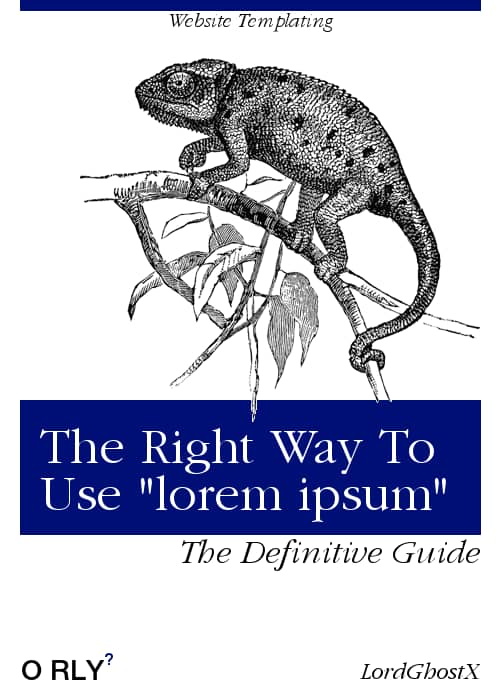 Website Templating
The Right Way To
Use "lorem ipsum"
The Definitive Guide
O RLY?
LordGhostX